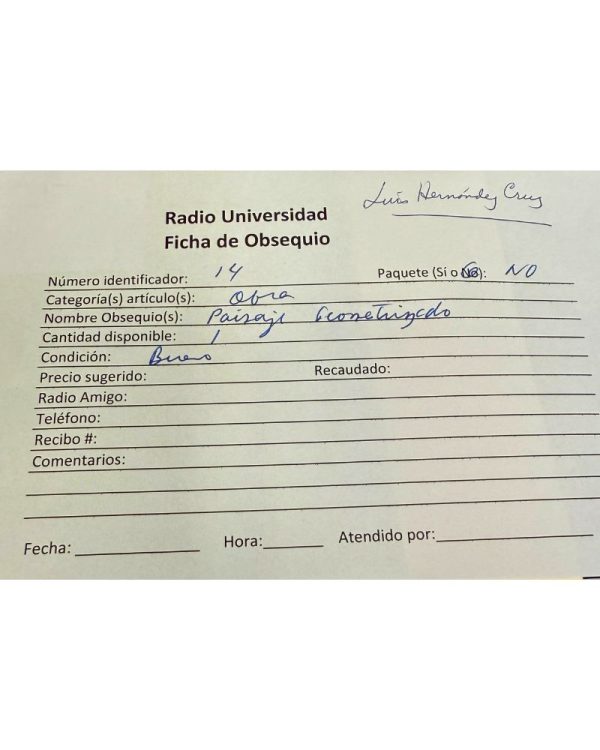 Luis Hernández Cruz
Radio Universidad
Ficha de Obsequio
Número identificador: 14 Paquete (Sí o No): NO
Categoría(s) artículo(s): Obra
Nombre Obsequio(s): Paisaje Geometrizado
Cantidad disponible: 1
Condición: Bueno
Precio sugerido: Recaudado:
Radio Amigo:
Teléfono:
Recibo #:
Comentarios:
Fecha: Hora: Atendido por: